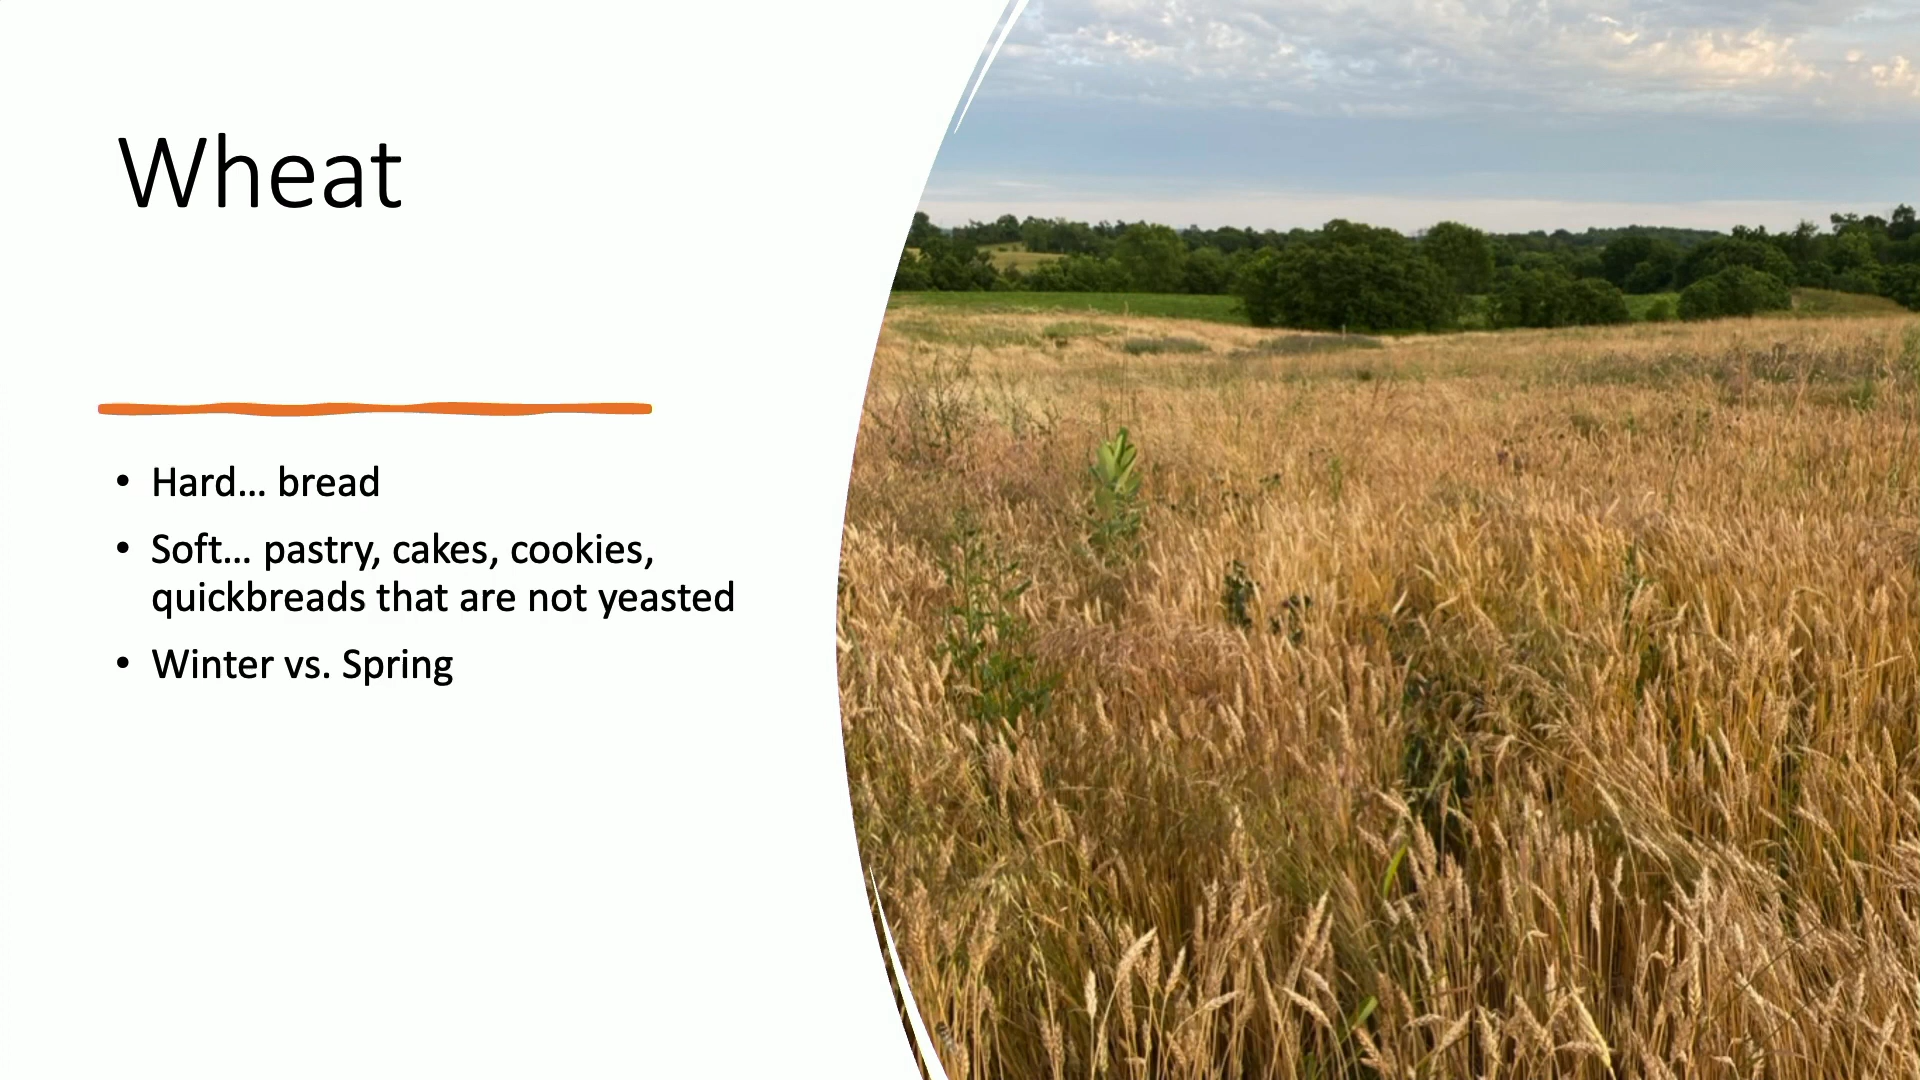 Wheat
• Hard... bread
• Soft... pastry, cakes, cookies,
quickbreads that are not yeasted
• Winter vs. Spring